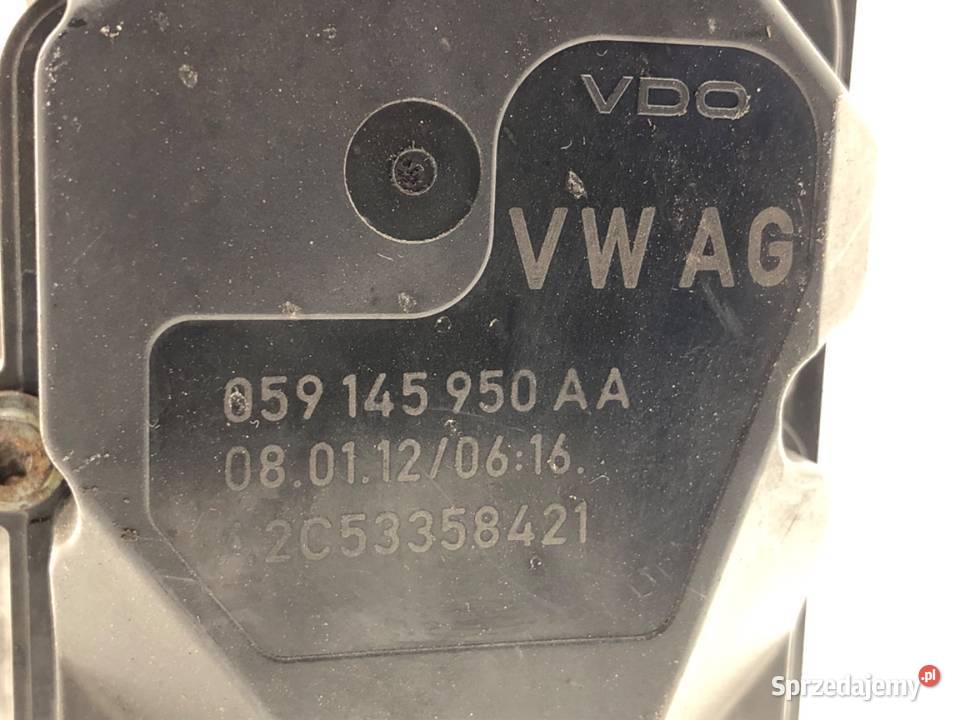 VDO
VW AG
059 145 950 AA
08.01.12/06:16.
2C53358421
Sprzedajemy.pl